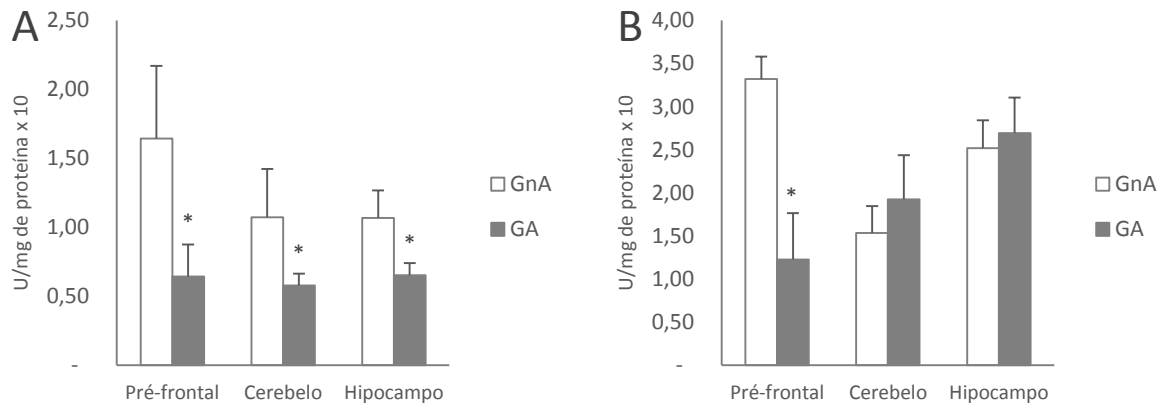 A
2,50
2,00
1,50
1,00
0,50
-
U/mg de proteína x 10
*
*
*
Pré-frontal Cerebelo Hipocampo
GnA
GA
B
4,00
3,50
3,00
2,50
2,00
1,50
1,00
0,50
-
U/mg de proteína x 10
*
Pré-frontal Cerebelo Hipocampo
GnA
GA